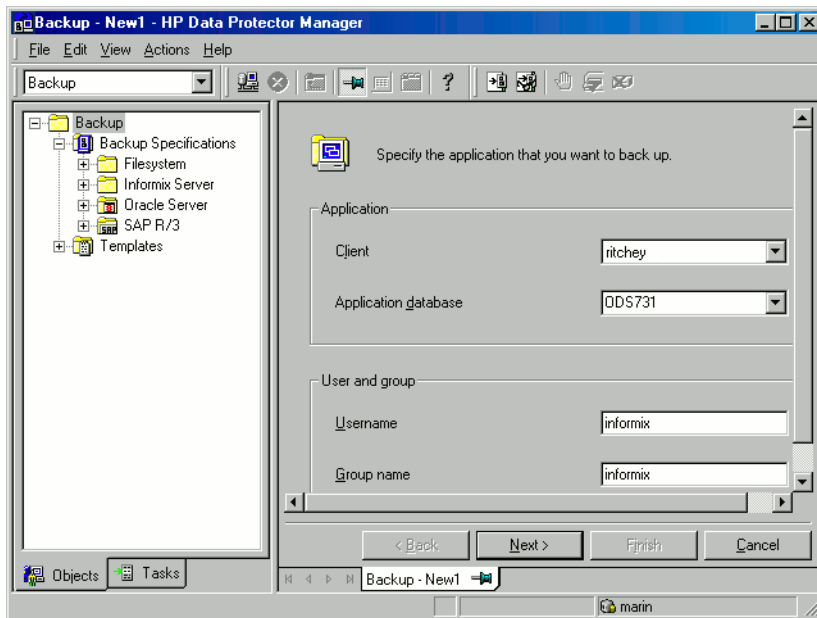 Backup - New1 - HP Data Protector Manager
File Edit View Actions Help
Backup
?
Backup
Backup Specifications
Filesystem
Informix Server
Oracle Server
SAP
SAP R/3
Templates
Objects
Tasks
Specify the application that you want to back up.
Application
Client
ritchey
Application database
ODS731
User and group
Username
informix
Group name
informix
< Back
Next >
Finish
Cancel
Backup - New1
marin